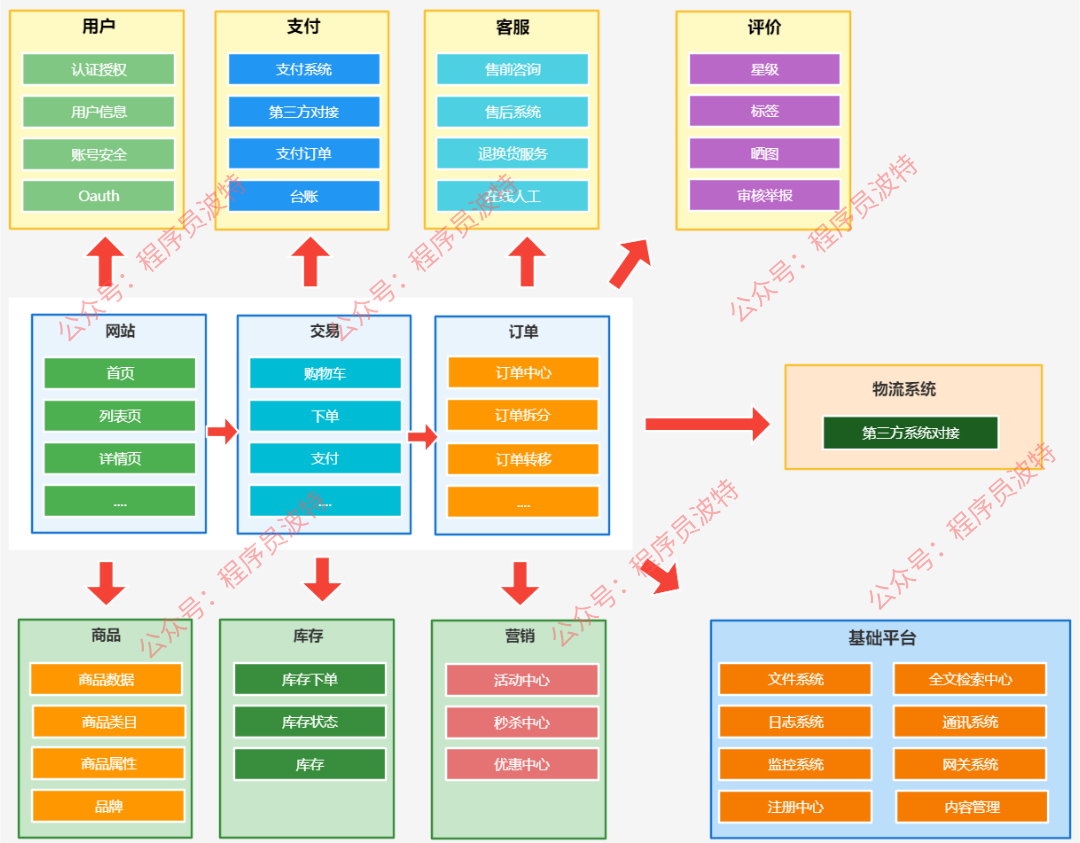 用户
认证授权
用户信息
账号安全
Oauth
支付
支付系统
第三方对接
支付订单
台账
客服
售前咨询
售后系统
退换货服务
在线人工
评价
星级
标签
晒图
审核举报
网站
首页
列表页
详情页
....
交易
购物车
下单
支付
....
订单
订单中心
订单拆分
订单转移
....
物流系统
第三方系统对接
商品
商品数据
商品类目
商品属性
品牌
库存
库存下单
库存状态
库存
营销
活动中心
秒杀中心
优惠中心
基础平台
文件系统
全文检索中心
日志系统
通讯系统
监控系统
网关系统
注册中心
内容管理
公众号：程序员波特
公众号：程序员波特
公众号：程序员波特
公众号：程序员波特
公众号：程序员波特
公众号：程序员波特